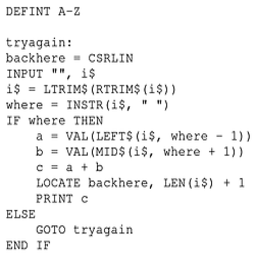 DEFINT A-Z
tryagain:
backhere = CSRLIN
INPUT "", i$
i$ = LTRIM$(RTRIM$(i$))
where = INSTR(i$, " ")
IF where THEN
    a = VAL(LEFT$(i$, where - 1))
    b = VAL(MID$(i$, where + 1))
    c = a + b
    LOCATE backhere, LEN(i$) + 1
    PRINT c
ELSE
    GOTO tryagain
END IF